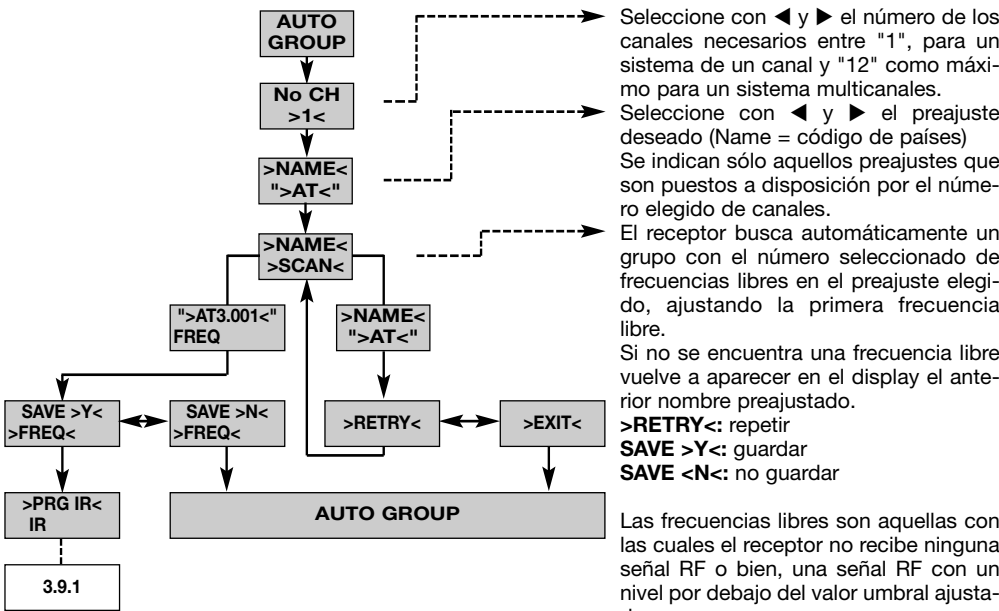 AUTO
GROUP
No CH
>1<
>NAME<
">AT<"
>NAME<
>SCAN<
">AT3.001<"
FREQ
>NAME<
">AT<"
SAVE >Y<
>FREQ<
SAVE >N<
>FREQ<
>RETRY<
>EXIT<
>PRG IR<
IR
AUTO GROUP
3.9.1
Seleccione con ◀ y ▶ el número de los
canales necesarios entre "1", para un
sistema de un canal y "12" como máxi-
mo para un sistema multicanales.
Seleccione con ◀ y ▶ el preajuste
deseado (Name = código de países)
Se indican sólo aquellos preajustes que
son puestos a disposición por el núme-
ro elegido de canales.
El receptor busca automáticamente un
grupo con el número seleccionado de
frecuencias libres en el preajuste elegi-
do, ajustando la primera frecuencia
libre.
Si no se encuentra una frecuencia libre
vuelve a aparecer en el display el ante-
rior nombre preajustado.
>RETRY<: repetir
SAVE >Y<: guardar
SAVE <N<: no guardar
Las frecuencias libres son aquellas con
las cuales el receptor no recibe ninguna
señal RF o bien, una señal RF con un
nivel por debajo del valor umbral ajusta-